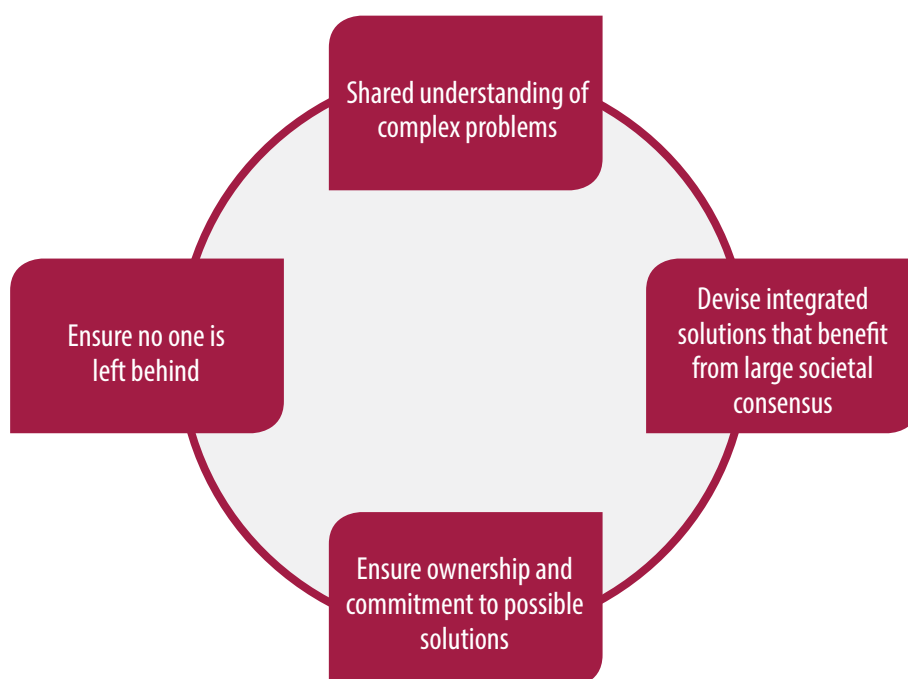 Shared understanding of
complex problems
Devise integrated
solutions that benefit
from large societal
consensus
Ensure ownership and
commitment to possible
solutions
Ensure no one is
left behind